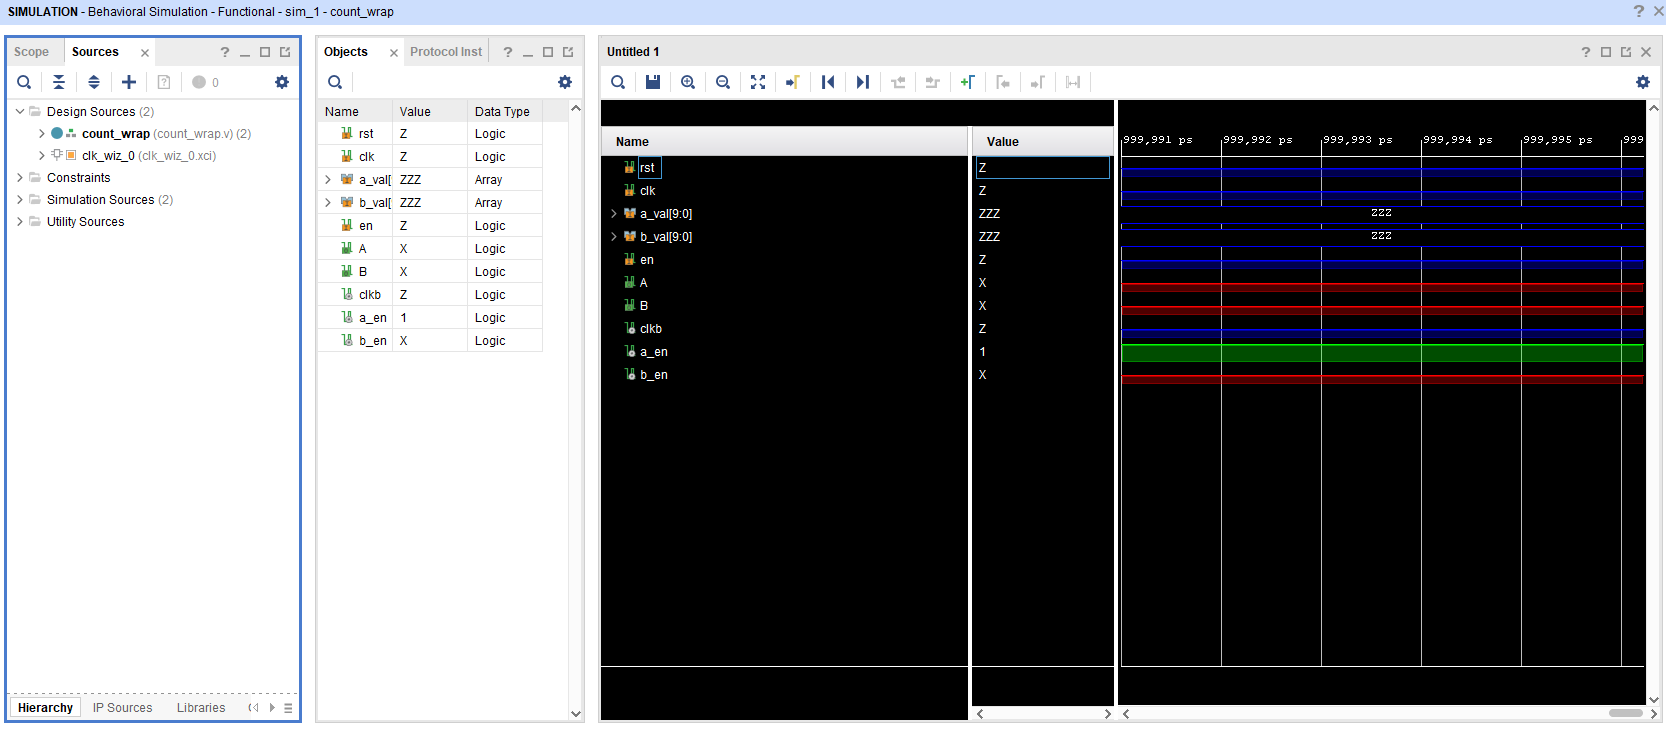 SIMULATION - Behavioral Simulation - Functional - sim_1 - count_wrap
Scope Sources
0
Design Sources (2)
count_wrap (count_wrap.v) (2)
clk_wiz_0 (clk_wiz_0.xci)
Constraints
Simulation Sources (2)
Utility Sources
Hierarchy IP Sources Libraries
Objects Protocol Inst
Name Value Data Type
rst Z Logic
clk Z Logic
a_val[ ZZZ Array
b_val[ ZZZ Array
en Z Logic
A X Logic
B X Logic
clkb Z Logic
a_en 1 Logic
b_en X Logic
Untitled 1
Name Value
999,991 ps 999,992 ps 999,993 ps 999,994 ps 999,995 ps 999
rst Z
clk Z
a_val[9:0] ZZZ ZZZ
b_val[9:0] ZZZ ZZZ
en Z
A X
B X
clkb Z
a_en 1
b_en X